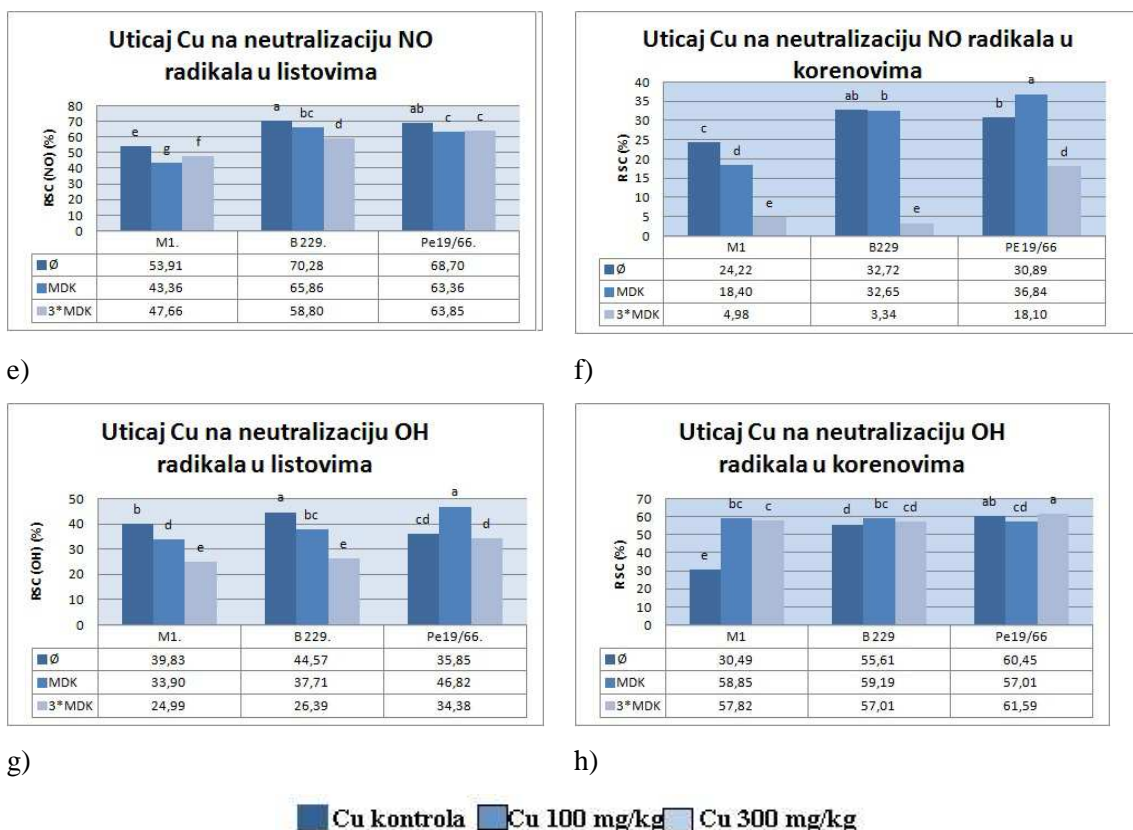 Uticaj Cu na neutralizaciju NO
radikala u listovima
RSC (NO) (%)
80
70
60
50
40
30
20
10
0
e g f a bc d ab c c
M1. B 229. Pe19/66.
Ø 53,91 70,28 68,70
MDK 43,36 65,86 63,36
3*MDK 47,66 58,80 63,85
e)
Uticaj Cu na neutralizaciju NO radikala u
korenovima
RSC (%)
40
35
30
25
20
15
10
5
0
c d e ab b e b a d
M1 B229 PE19/66
Ø 24,22 32,72 30,89
MDK 18,40 32,65 36,84
3*MDK 4,98 3,34 18,10
f)
Uticaj Cu na neutralizaciju OH
radikala u listovima
RSC (OH) (%)
50
40
30
20
10
0
b d e a bc e cd a d
M1. B 229. Pe19/66.
Ø 39,83 44,57 35,85
MDK 33,90 37,71 46,82
3*MDK 24,99 26,39 34,38
g)
Uticaj Cu na neutralizaciju OH
radikala u korenovima
RSC (%)
70
60
50
40
30
20
10
0
e bc c d bc cd ab cd a
M1 B 229 Pe19/66
Ø 30,49 55,61 60,45
MDK 58,85 59,19 57,01
3*MDK 57,82 57,01 61,59
h)
Cu kontrola Cu 100 mg/kg Cu 300 mg/kg